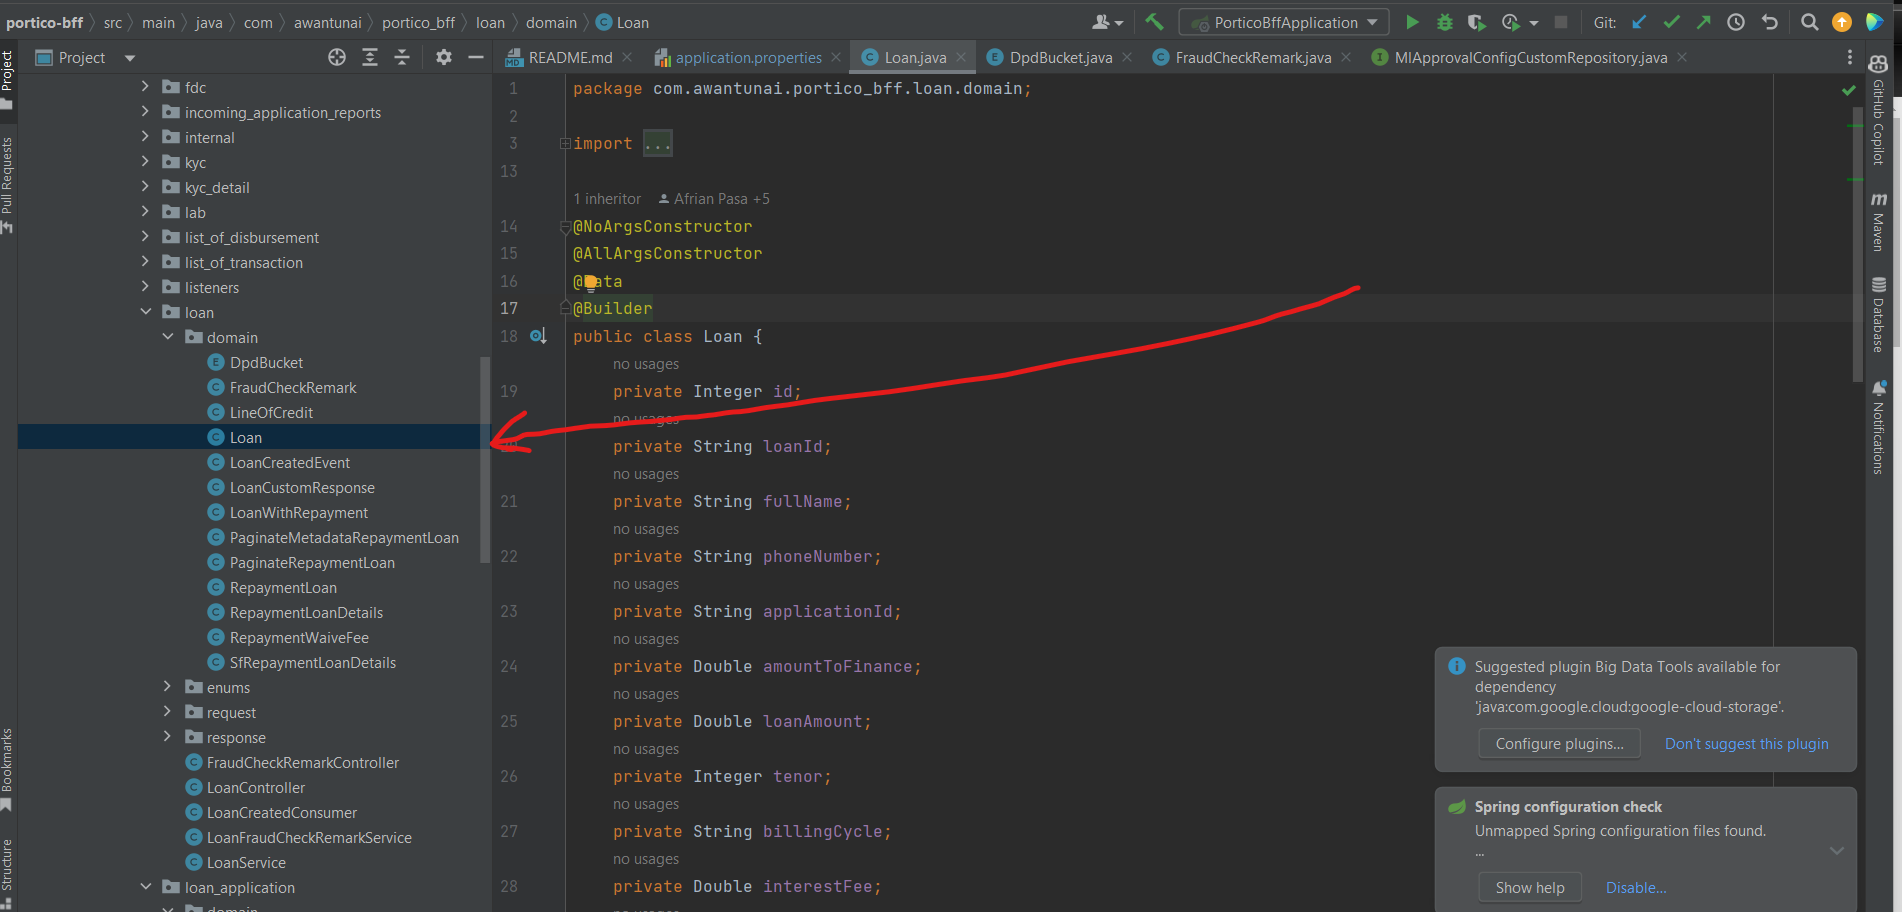 portico-bff
src
main
java
com
awantunai
portico_bff
loan
domain
Loan
PorticoBffApplication
Git:
Project
README.md
application.properties
Loan.java
DpdBucket.java
FraudCheckRemark.java
MIApprovalConfigCustomRepository.java
Project
Pull Requests
Bookmarks
Structure
fdc
incoming_application_reports
internal
kyc
kyc_detail
lab
list_of_disbursement
list_of_transaction
listeners
loan
domain
DpdBucket
FraudCheckRemark
LineOfCredit
Loan
LoanCreatedEvent
LoanCustomResponse
LoanWithRepayment
PaginateMetadataRepaymentLoan
PaginateRepaymentLoan
RepaymentLoan
RepaymentLoanDetails
RepaymentWaiveFee
SfRepaymentLoanDetails
enums
request
response
FraudCheckRemarkController
LoanController
LoanCreatedConsumer
LoanFraudCheckRemarkService
LoanService
loan_application
domain
1 package com.awantunai.portico_bff.loan.domain;
2
3 import ...
13
1 inheritor Afrian Pasa +5
14 @NoArgsConstructor
15 @AllArgsConstructor
16 @Data
17 @Builder
18 public class Loan {
no usages
19 private Integer id;
no usages
private String loanId;
no usages
21 private String fullName;
no usages
22 private String phoneNumber;
no usages
23 private String applicationId;
no usages
24 private Double amountToFinance;
no usages
25 private Double loanAmount;
no usages
26 private Integer tenor;
no usages
27 private String billingCycle;
no usages
28 private Double interestFee;
Suggested plugin Big Data Tools available for
dependency
'java:com.google.cloud:google-cloud-storage'.
Configure plugins... Don't suggest this plugin
Spring configuration check
Unmapped Spring configuration files found.
...
Show help Disable...
GitHub Copilot
m Maven
Database
Notifications